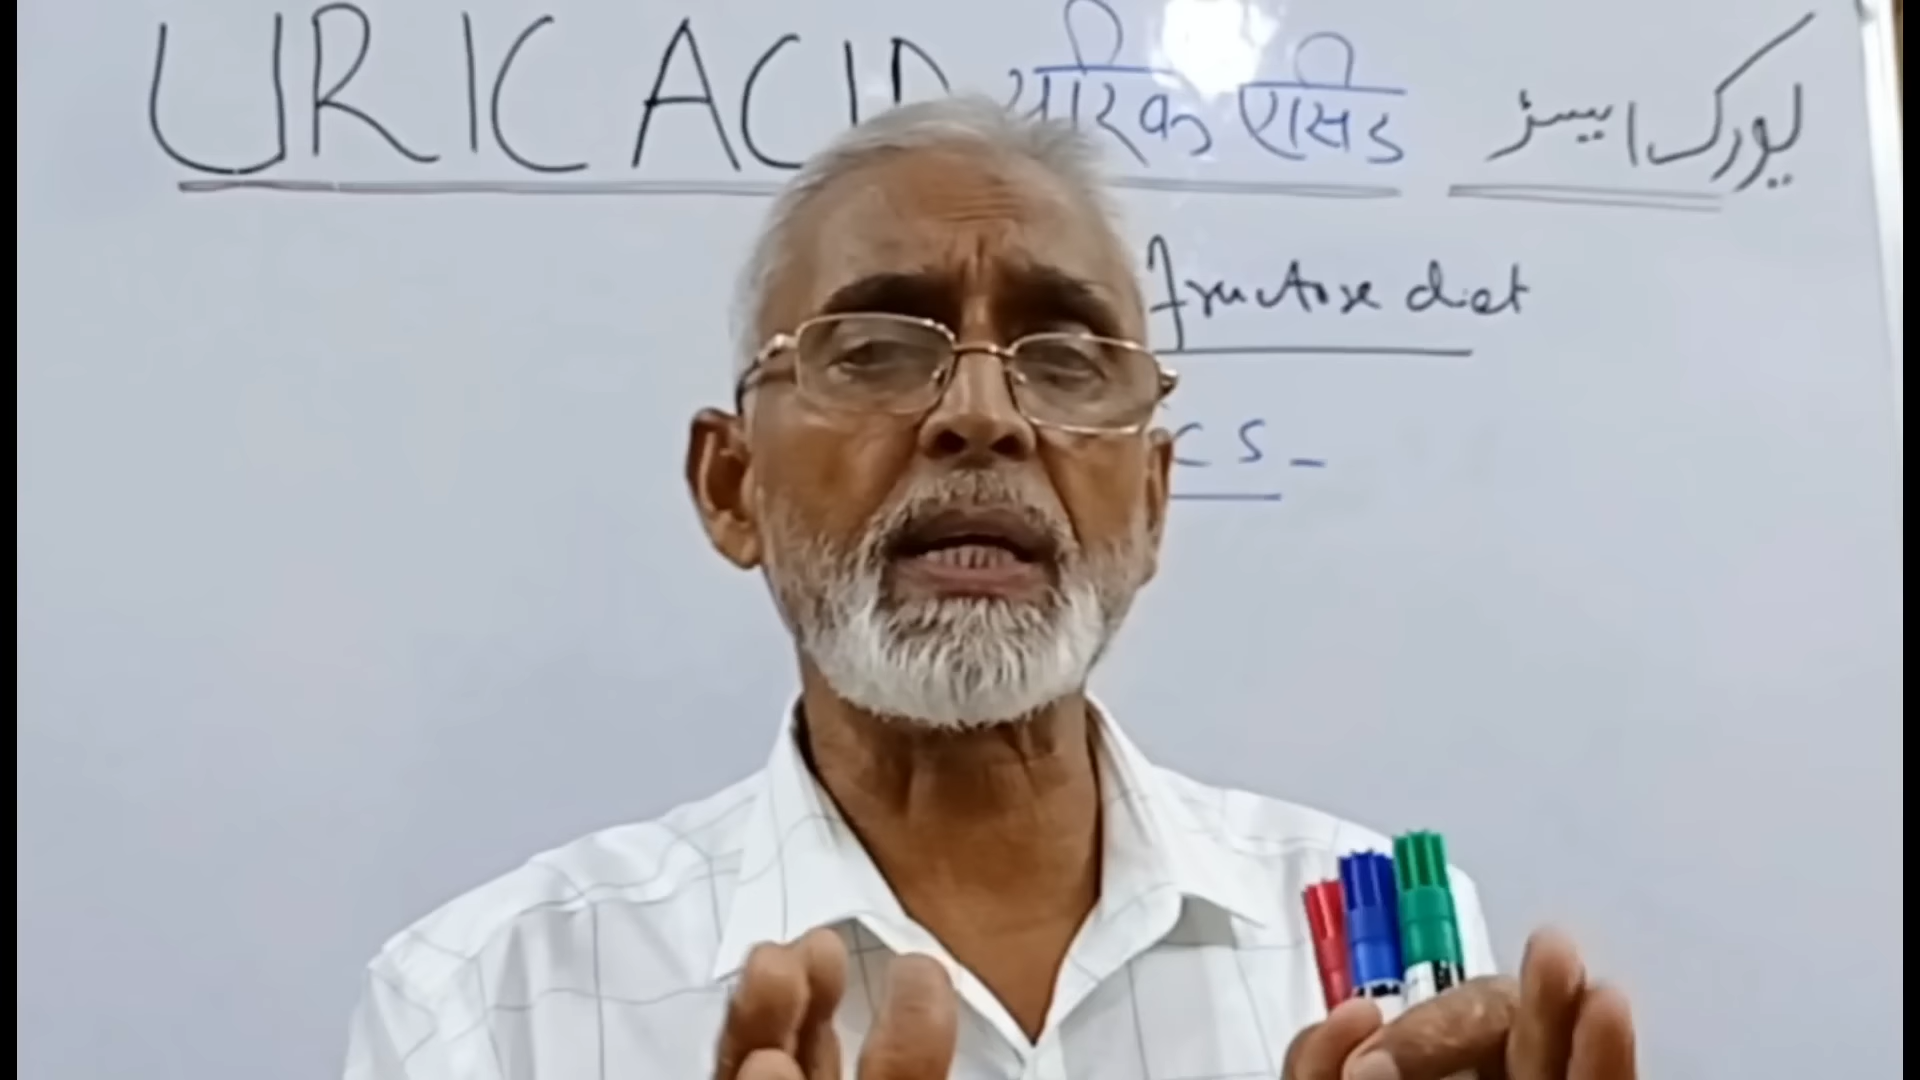 URIC ACID यूरिक एसिड یورک ایسڈ
fructose diet
CS-